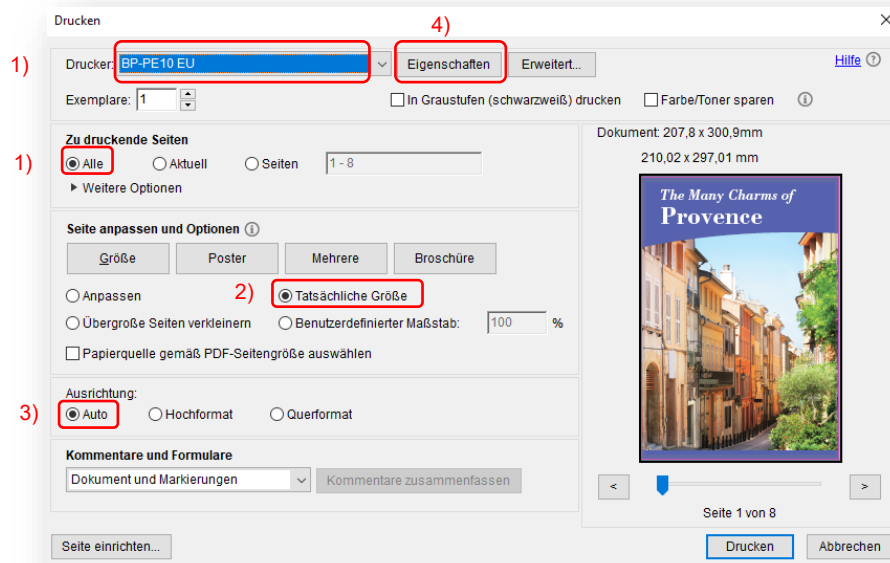 Drucken
4)
1) Drucker: BP-PE10 EU Eigenschaften Erweitert... Hilfe
Exemplare: 1 In Graustufen (schwarzweiß) drucken Farbe/Toner sparen
Zu druckende Seiten
1) Alle Aktuell Seiten 1 - 8
Weitere Optionen
Seite anpassen und Optionen
Größe Poster Mehrere Broschüre
Anpassen 2) Tatsächliche Größe
Übergroße Seiten verkleinern Benutzerdefinierter Maßstab: 100 %
Papierquelle gemäß PDF-Seitengröße auswählen
Ausrichtung:
3) Auto Hochformat Querformat
Kommentare und Formulare
Dokument und Markierungen Kommentare zusammenfassen
Dokument: 207,8 x 300,9mm
210,02 x 297,01 mm
The Many Charms of
Provence
< >
Seite 1 von 8
Seite einrichten... Drucken Abbrechen